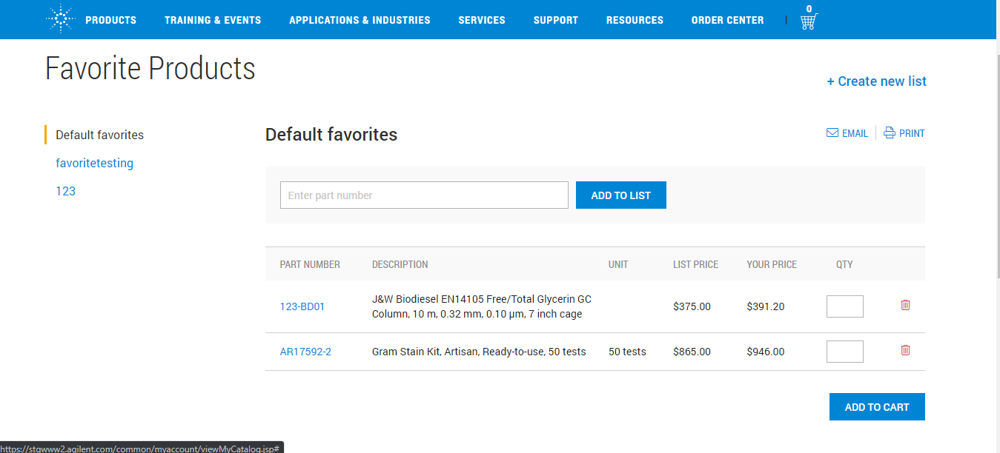 0
PRODUCTS TRAINING & EVENTS APPLICATIONS & INDUSTRIES SERVICES SUPPORT RESOURCES ORDER CENTER |
Favorite Products
+ Create new list
Default favorites
favoritetesting
123
Default favorites
EMAIL PRINT
Enter part number ADD TO LIST
PART NUMBER DESCRIPTION UNIT LIST PRICE YOUR PRICE QTY
123-BD01 J&W Biodiesel EN14105 Free/Total Glycerin GC $375.00 $391.20
Column, 10 m, 0.32 mm, 0.10 μm, 7 inch cage
AR17592-2 Gram Stain Kit, Artisan, Ready-to-use, 50 tests 50 tests $865.00 $946.00
ADD TO CART
https://stgwww2.agilent.com/common/myaccount/viewMyCatalog.jsp#